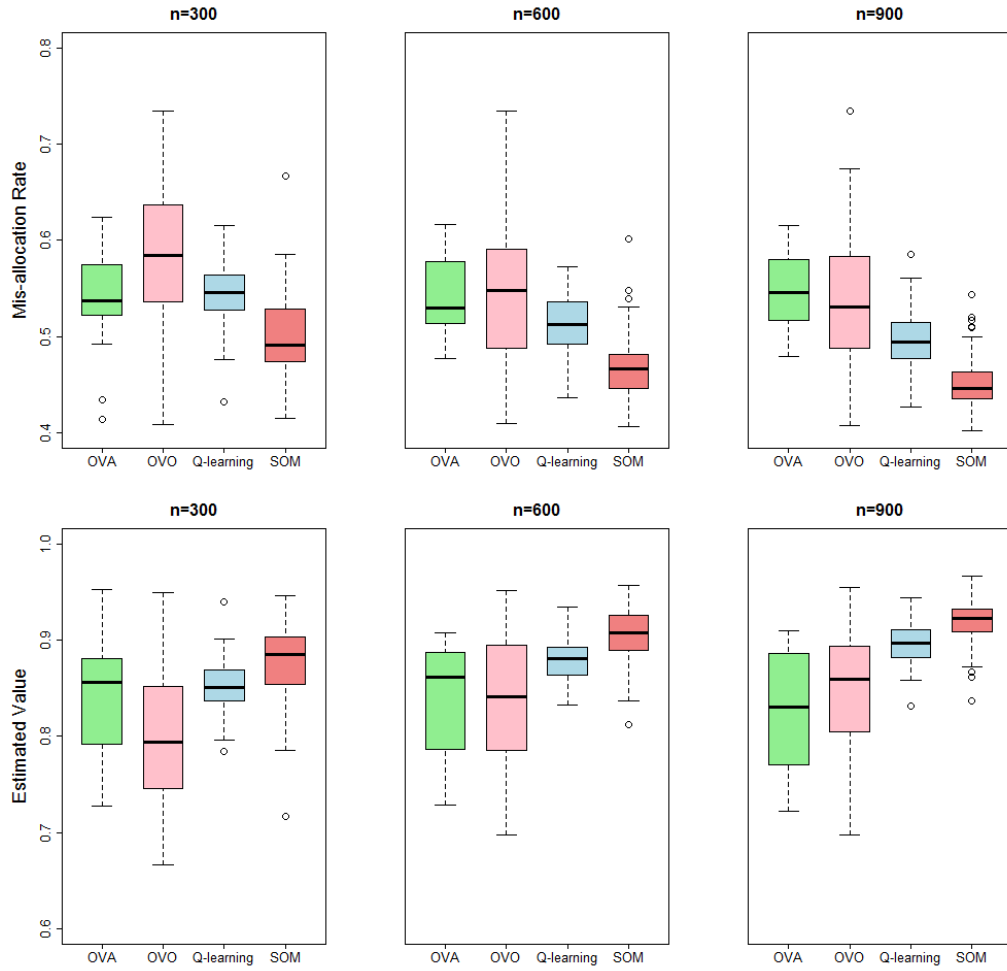 n=300 n=600 n=900
Mis-allocation Rate
0.8
0.7
0.6
0.5
0.4
OVA OVO Q-learning SOM
OVA OVO Q-learning SOM
OVA OVO Q-learning SOM
n=300 n=600 n=900
Estimated Value
1.0
0.9
0.8
0.7
0.6
OVA OVO Q-learning SOM
OVA OVO Q-learning SOM
OVA OVO Q-learning SOM